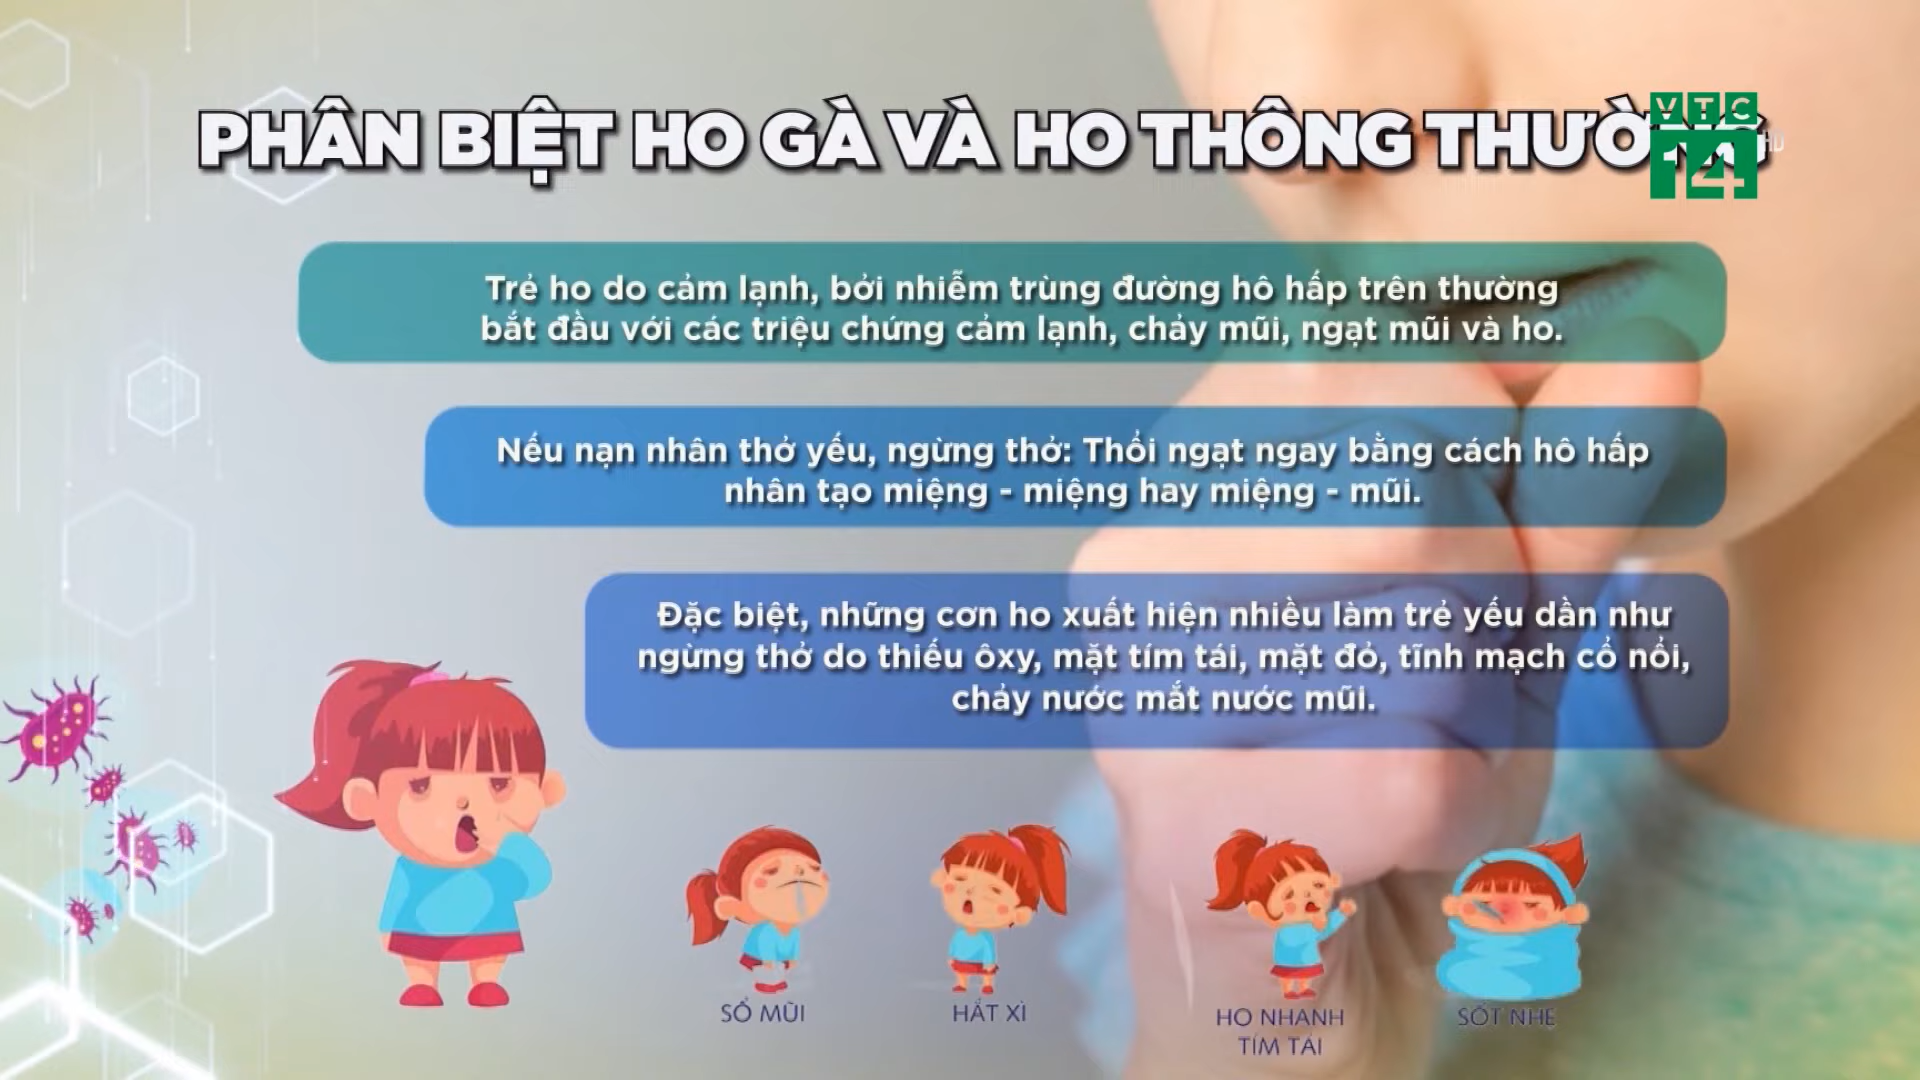 PHÂN BIỆT HO GÀ VÀ HO THÔNG THƯỜNG
VTC
14
HD
Trẻ ho do cảm lạnh, bởi nhiễm trùng đường hô hấp trên thường
bắt đầu với các triệu chứng cảm lạnh, chảy mũi, ngạt mũi và ho.
Nếu nạn nhân thở yếu, ngừng thở: Thổi ngạt ngay bằng cách hô hấp
nhân tạo miệng - miệng hay miệng - mũi.
Đặc biệt, những cơn ho xuất hiện nhiều làm trẻ yếu dần như
ngừng thở do thiếu ôxy, mặt tím tái, mặt đỏ, tĩnh mạch cổ nổi,
chảy nước mắt nước mũi.
SỔ MŨI
HẮT XÌ
HO NHANH
TÍM TÁI
SỐT NHẸ